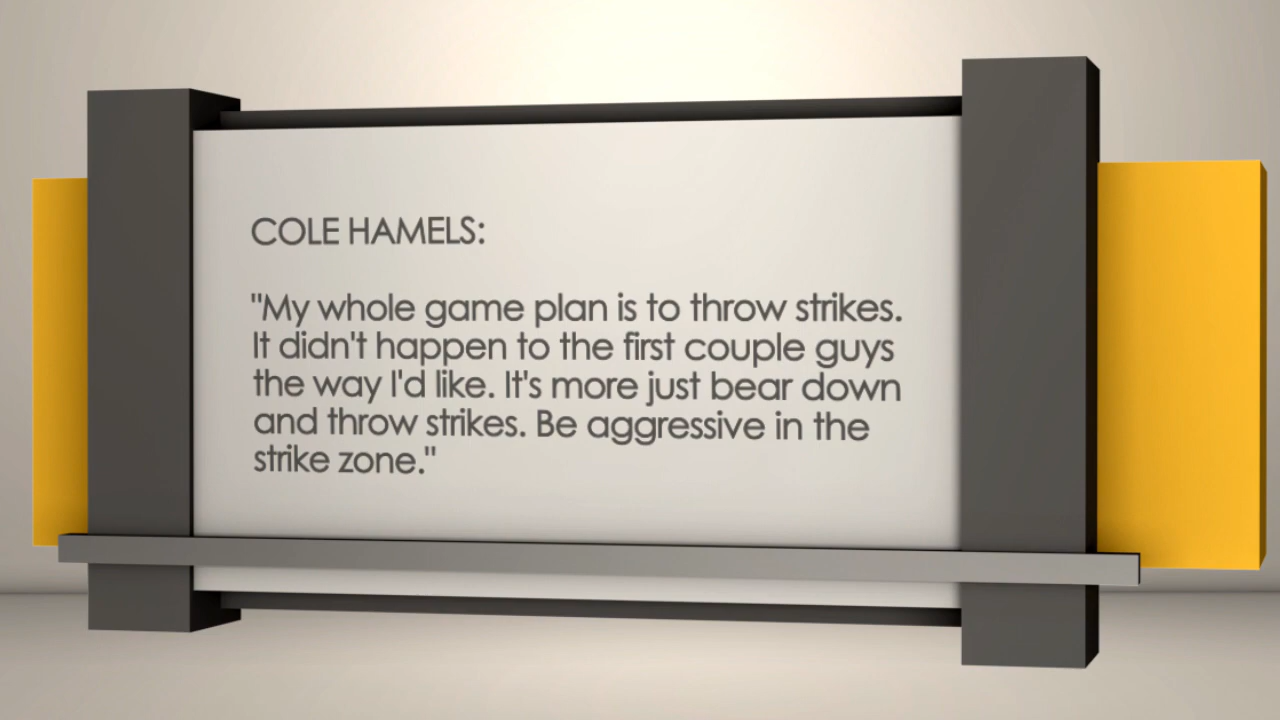 COLE HAMELS:
"My whole game plan is to throw strikes.
It didn't happen to the first couple guys
the way I'd like. It's more just bear down
and throw strikes. Be aggressive in the
strike zone."